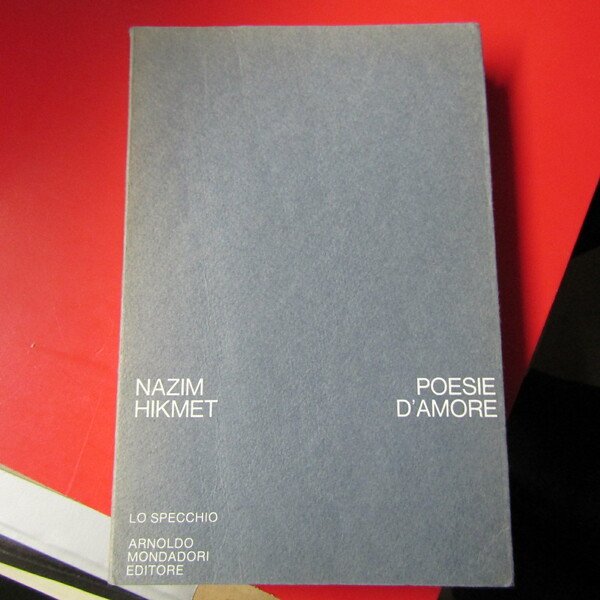 NAZIM
HIKMET
POESIE
D'AMORE
LO SPECCHIO
ARNOLDO
MONDADORI
EDITORE